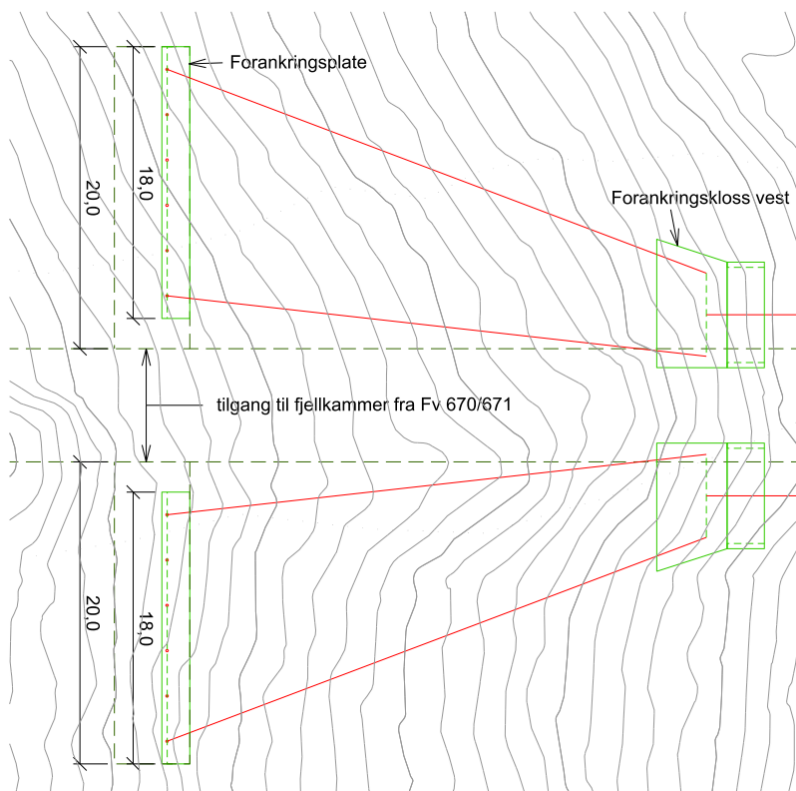 Forankringsplate
20,0
18,0
Forankringskloss vest
tilgang til fjellkammer fra Fv 670/671
20,0
18,0